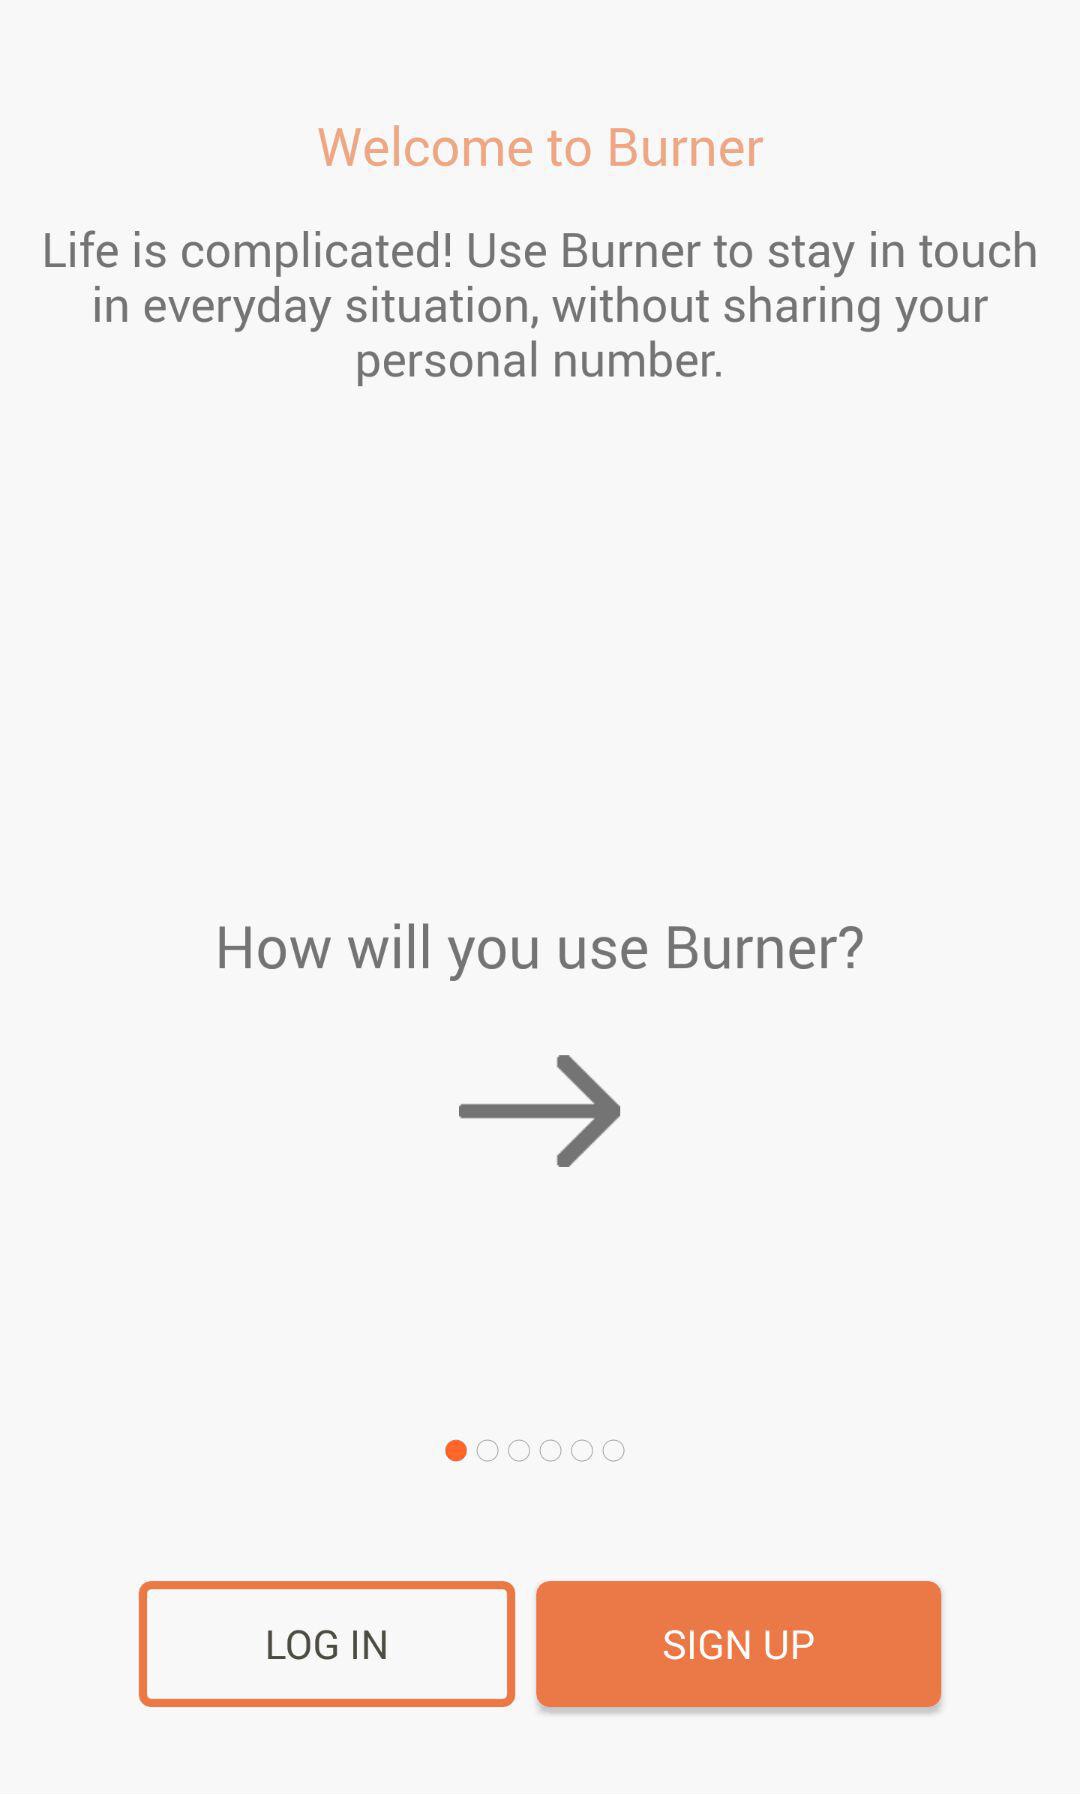 Welcome to Burner
Life is complicated! Use Burner to stay in touch
in everyday situation, without sharing your
personal number.
How will you use Burner?
LOG IN
SIGN UP